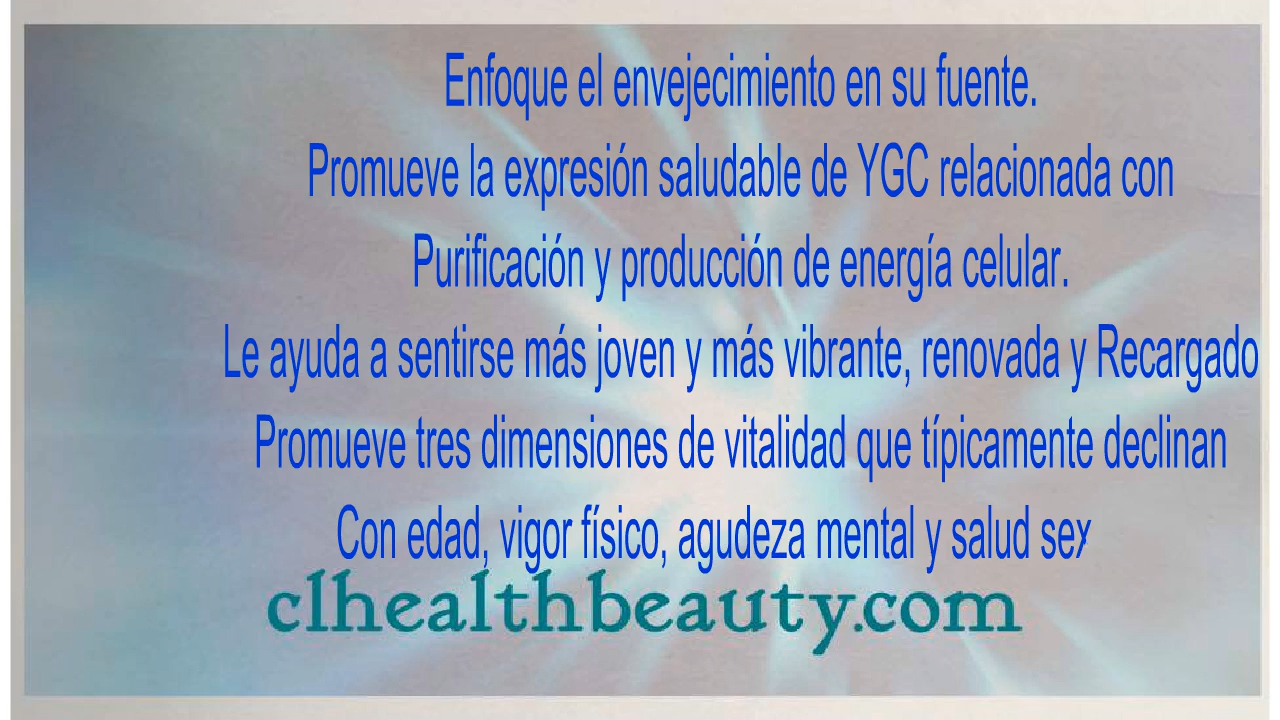 Enfoque el envejecimiento en su fuente.
Promueve la expresión saludable de YGC relacionada con
Purificación y producción de energía celular.
Le ayuda a sentirse más joven y más vibrante, renovada y Recargado
Promueve tres dimensiones de vitalidad que típicamente declinan
Con edad, vigor físico, agudeza mental y salud sex
clhealthbeauty.com